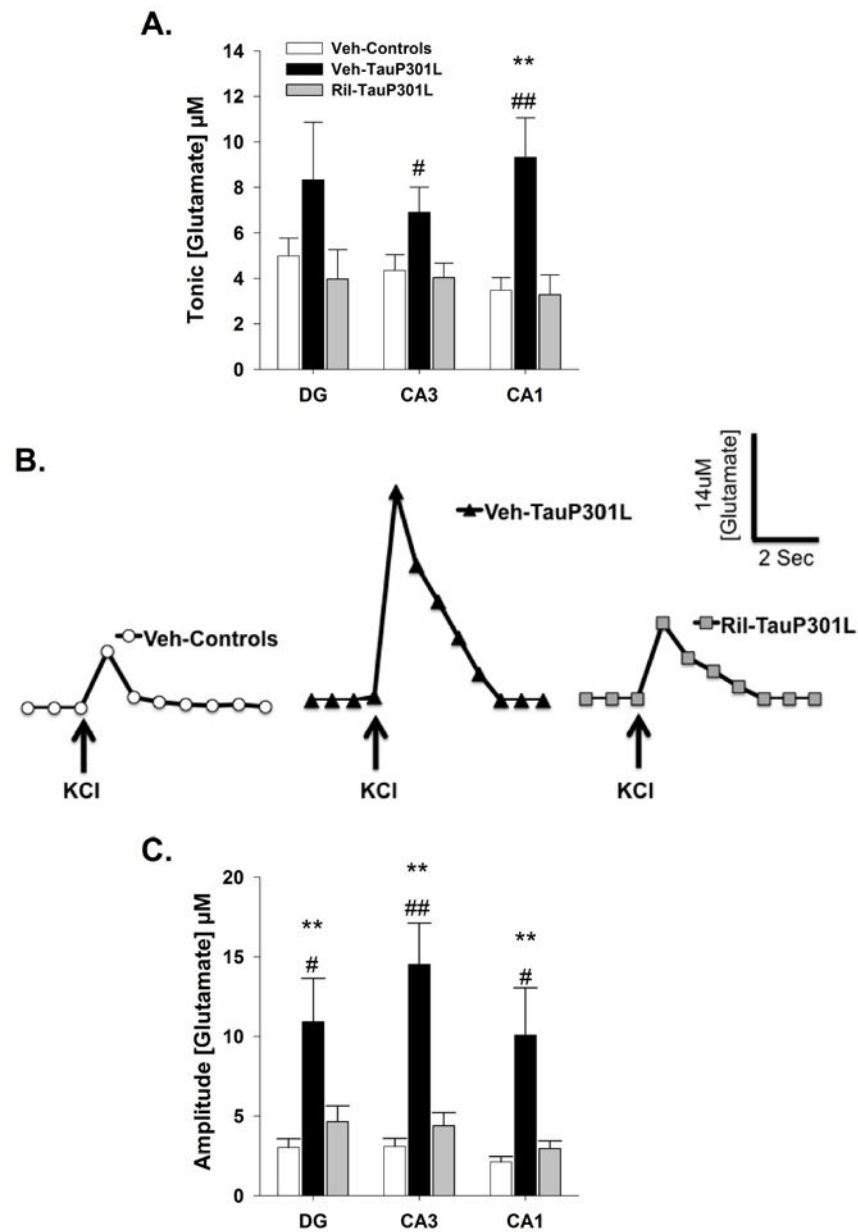 A.
Tonic [Glutamate] µM
14
12
10
8
6
4
2
0
Veh-Controls
Veh-TauP301L
Ril-TauP301L
#
**
##
DG
CA3
CA1
B.
Veh-Controls
KCl
Veh-TauP301L
KCl
Ril-TauP301L
KCl
14uM
[Glutamate]
2 Sec
C.
Amplitude [Glutamate] µM
20
15
10
5
0
**
#
**
##
**
#
DG
CA3
CA1